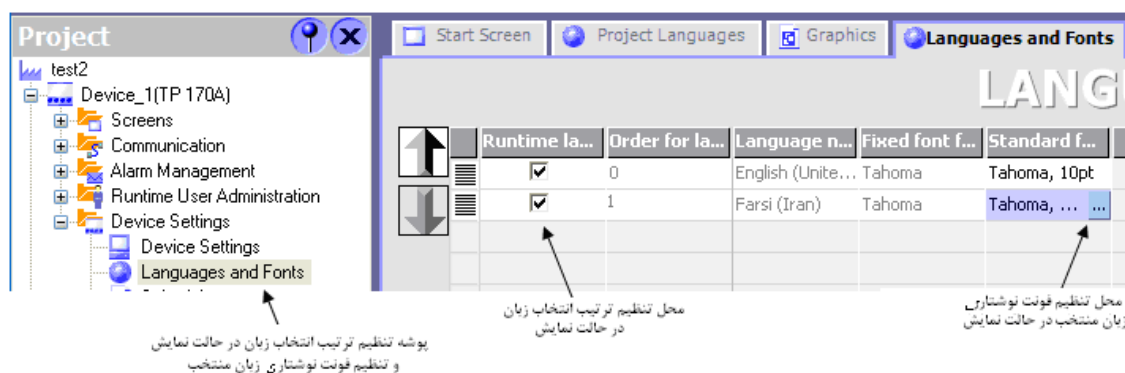 Project
test2
Device_1(TP 170A)
Screens
Communication
Alarm Management
Runtime User Administration
Device Settings
Device Settings
Languages and Fonts
Start Screen
Project Languages
Graphics
Languages and Fonts
LANG
Runtime la... Order for la... Language n... Fixed font f... Standard f...
0 English (Unite... Tahoma Tahoma, 10pt
1 Farsi (Iran) Tahoma Tahoma, ... ...
پوشه تنظیم ترتیب انتخاب زبان در حالت نمایش
و تنظیم فونت نوشتاری زبان منتخب
محل تنظیم ترتیب انتخاب زبان
در حالت نمایش
محل تنظیم فونت نوشتاری
زبان منتخب در حالت نمایش